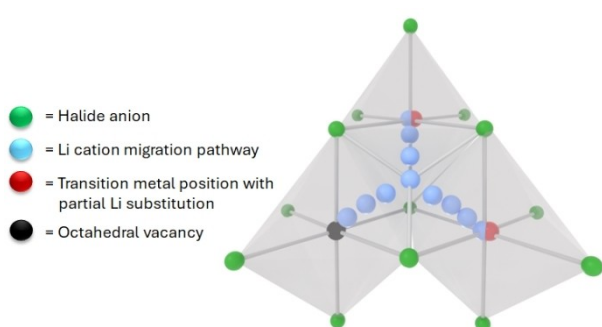 = Halide anion
= Li cation migration pathway
= Transition metal position with
partial Li substitution
= Octahedral vacancy